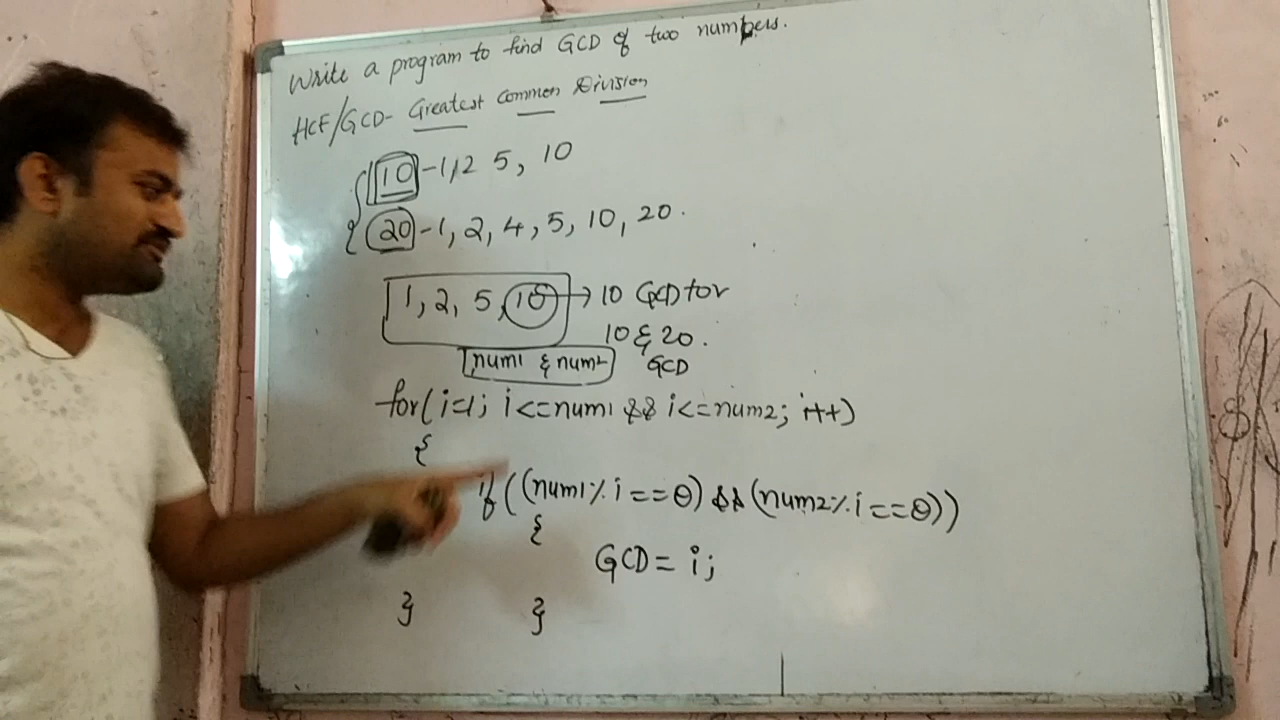 Write a program to find GCD of two numbers.
HCF/GCD- Greatest Common Division
10 -1,2 5, 10
20 -1, 2, 4, 5, 10, 20.
1, 2, 5, 10 → 10 GCD for
10 & 20.
num1 & num2 GCD
for(i=1; i<=num1 && i<=num2; i++)
{
if((num1%i==0) && (num2%i==0))
{
GCD = i;
} }